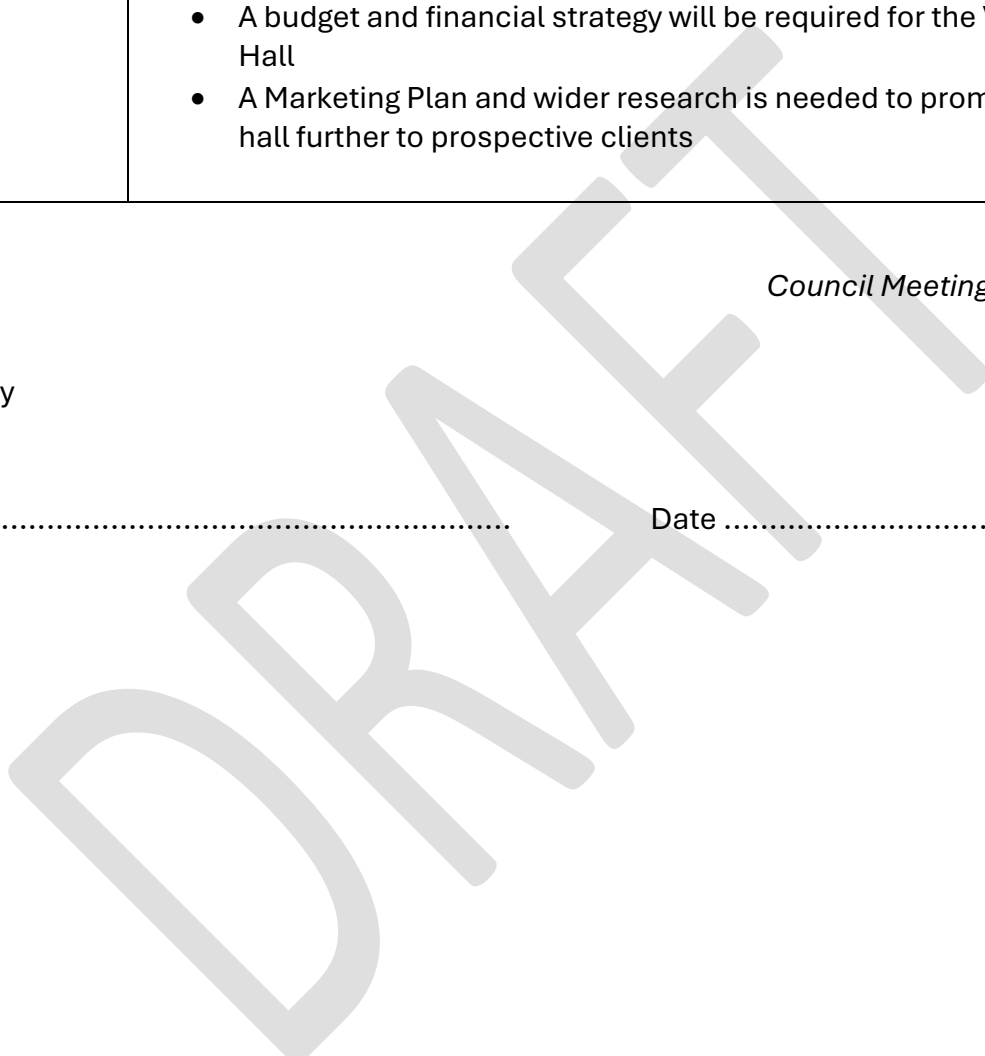 • A budget and financial strategy will be required for the
Hall
• A Marketing Plan and wider research is needed to
hall further to prospective clients
Council Meeting
y
.......................................................... Date .............................
DRAFT